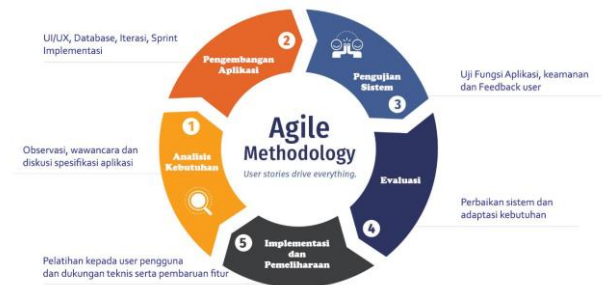 Agile
Methodology
User stories drive everything.
1
Analisis
Kebutuhan
Observasi, wawancara dan
diskusi spesifikasi aplikasi
2
Pengembangan
Aplikasi
UI/UX, Database, Iterasi, Sprint
Implementasi
Pengujian
Sistem
3
Uji Fungsi Aplikasi, keamanan
dan Feedback user
Evaluasi
4
Perbaikan sistem dan
adaptasi kebutuhan
5
Implementasi
dan
Pemeliharaan
Pelatihan kepada user pengguna
dan dukungan teknis serta pembaruan fitur